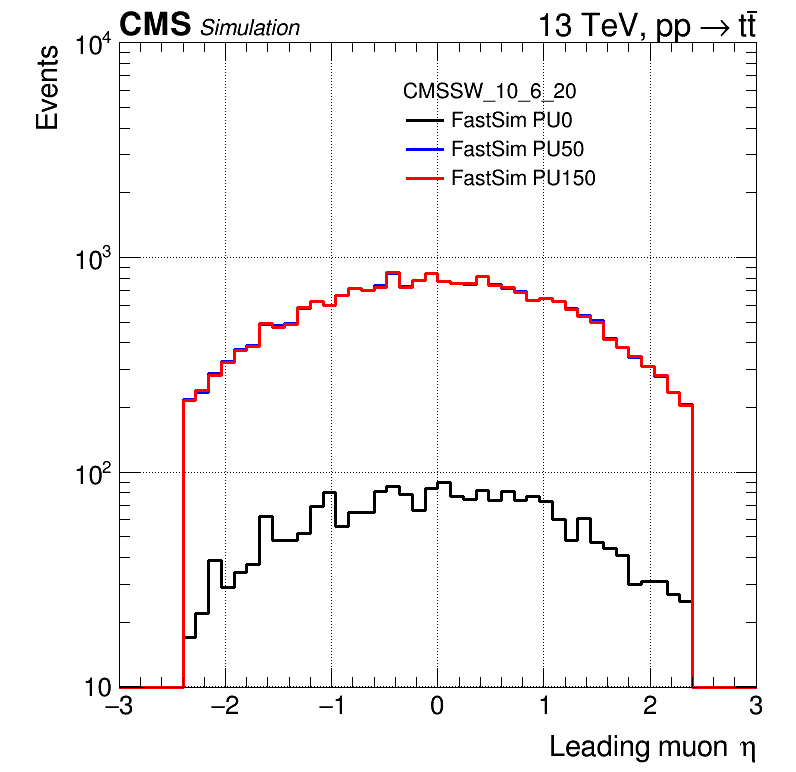 CMS Simulation 13 TeV, pp → tt̄
Events
CMSSW_10_6_20
FastSim PU0
FastSim PU50
FastSim PU150
10⁴
10³
10²
10
−3 −2 −1 0 1 2 3
Leading muon η